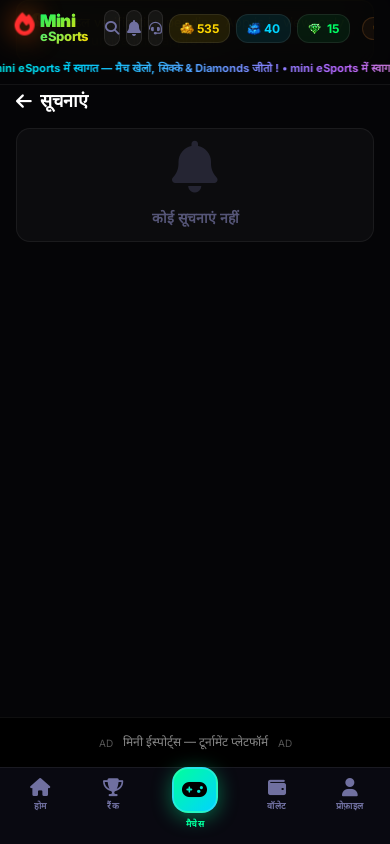 Mini
eSports
535
40
15
mini eSports में स्वागत — मैच खेलो, सिक्के & Diamonds जीतो ! • mini eSports में स्वाग
सूचनाएं
कोई सूचनाएं नहीं
AD मिनी ईस्पोर्ट्स — टूर्नामेंट प्लेटफॉर्म AD
होम
रैंक
मैचेस
वॉलेट
प्रोफ़ाइल